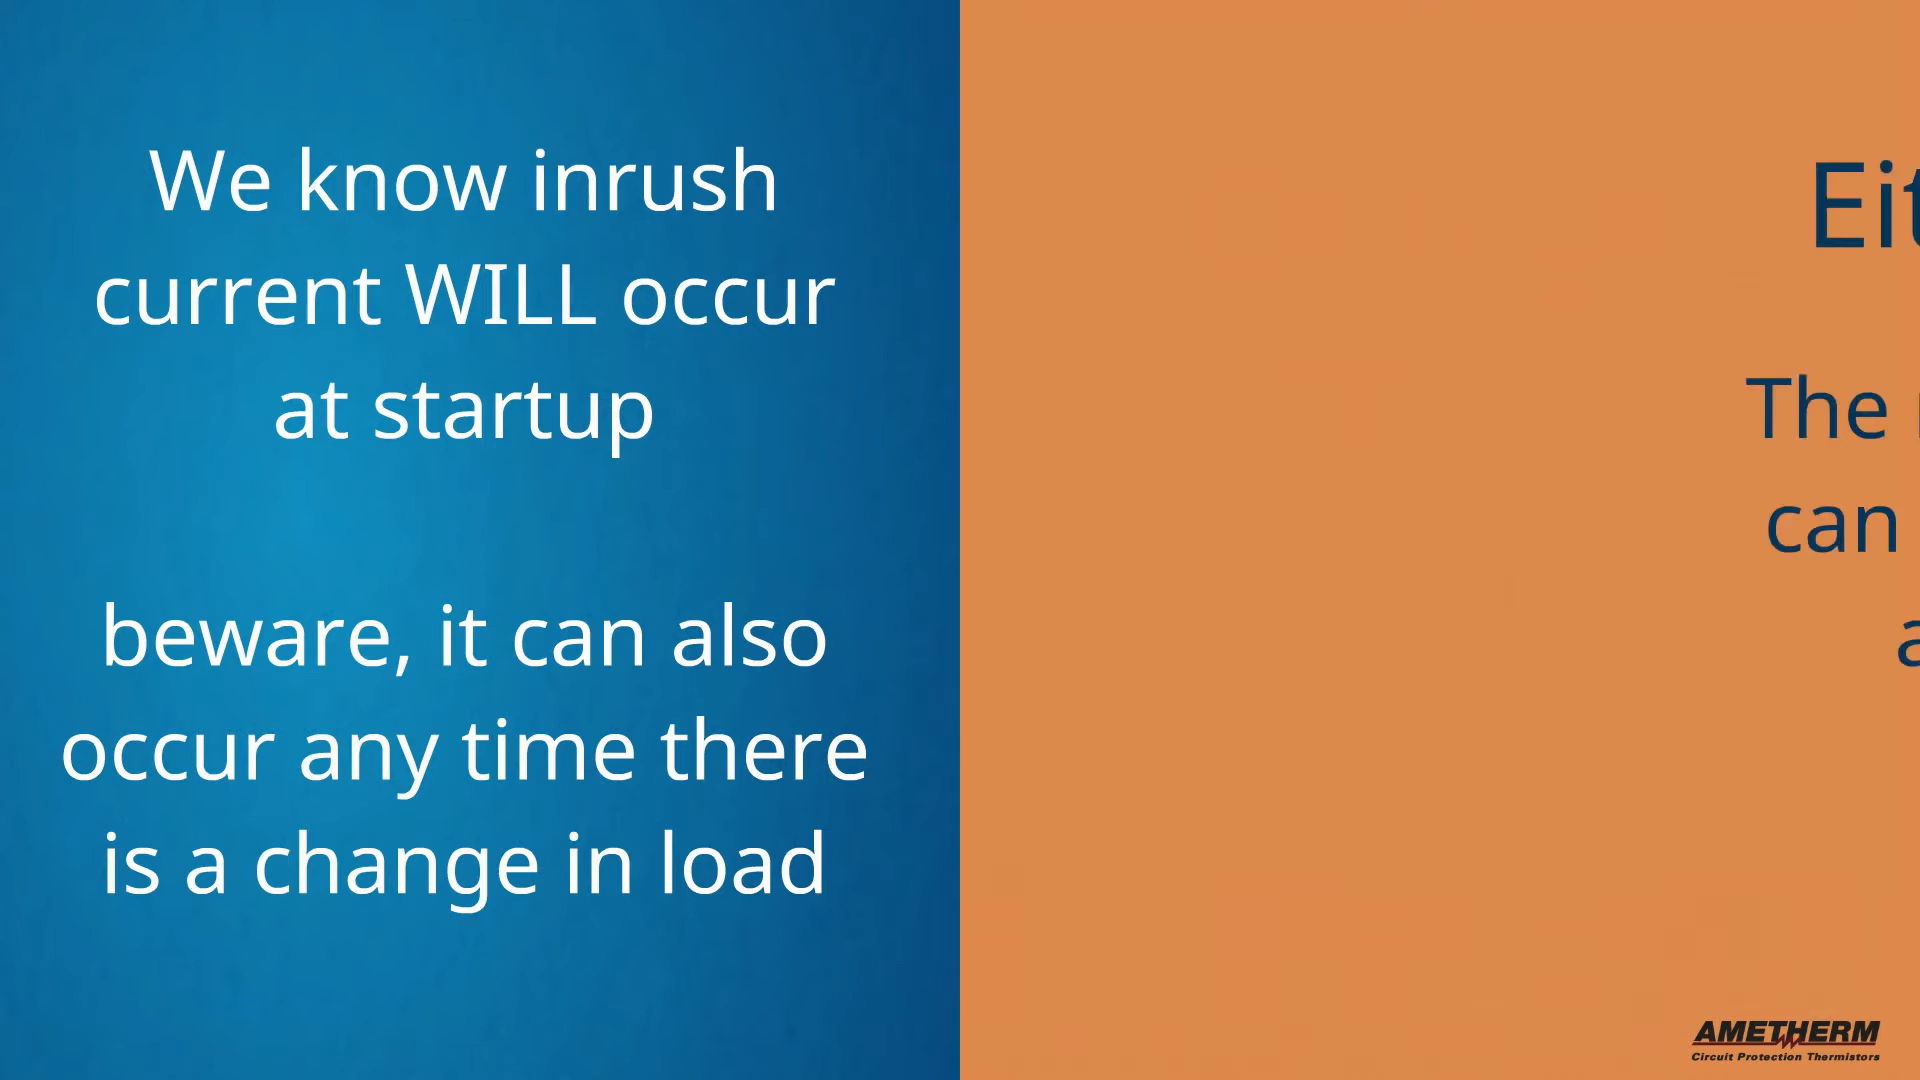 We know inrush
current WILL occur
at startup
beware, it can also
occur any time there
is a change in load
The
can
AMETHERM
Circuit Protection Thermistors